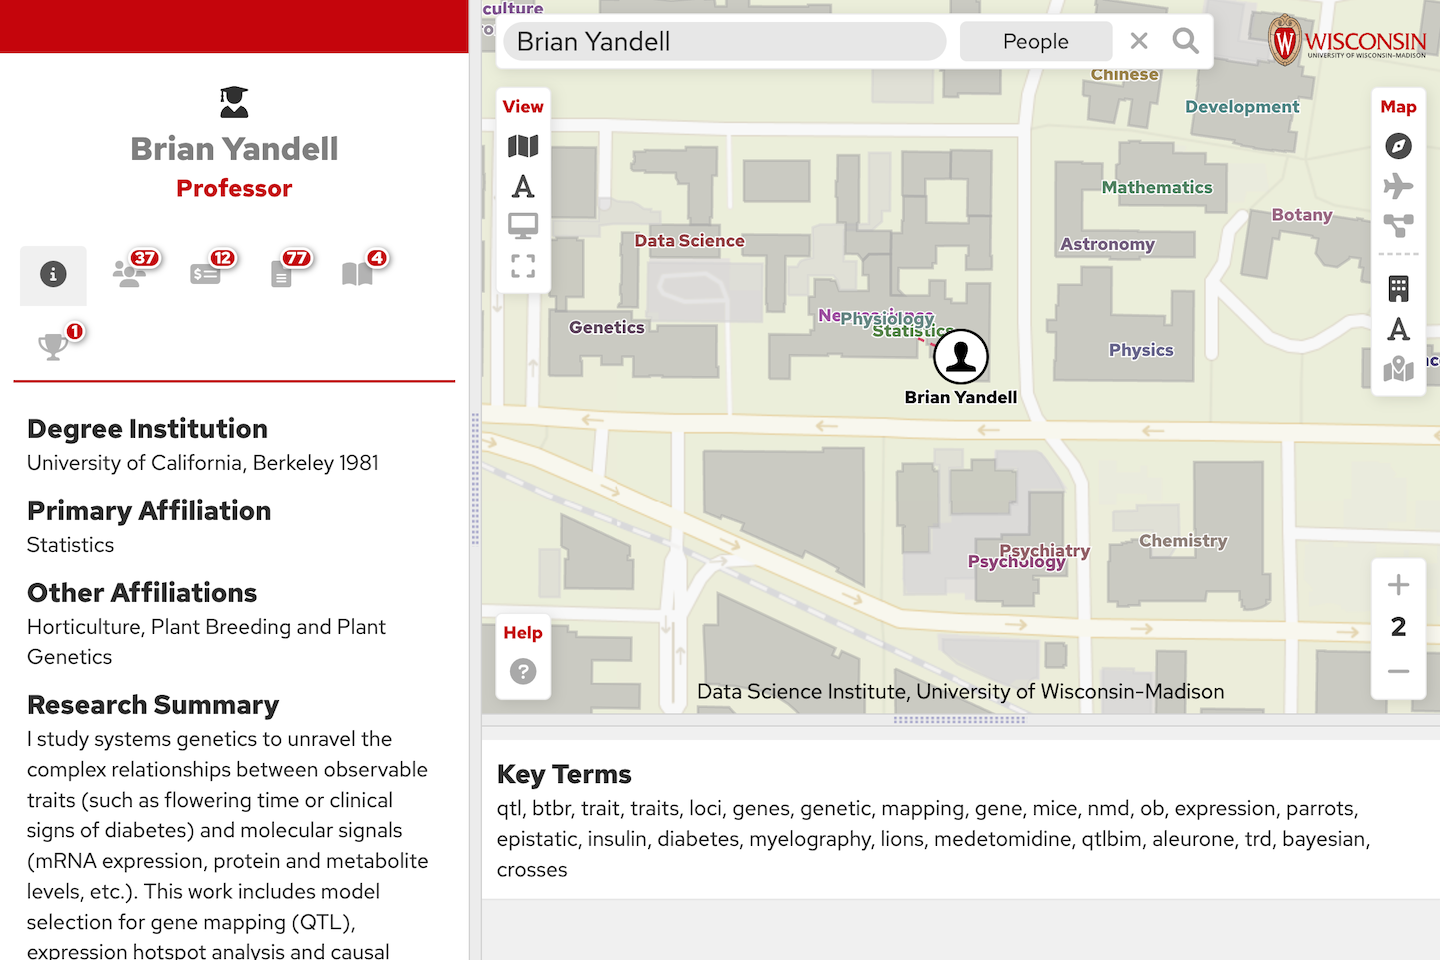 Brian Yandell
Professor
37
12
77
4
1
Degree Institution
University of California, Berkeley 1981
Primary Affiliation
Statistics
Other Affiliations
Horticulture, Plant Breeding and Plant
Genetics
Research Summary
I study systems genetics to unravel the
complex relationships between observable
traits (such as flowering time or clinical
signs of diabetes) and molecular signals
(mRNA expression, protein and metabolite
levels, etc.). This work includes model
selection for gene mapping (QTL),
expression hotspot analysis and causal
culture
Brian Yandell
People
WISCONSIN
UNIVERSITY OF WISCONSIN–MADISON
View
Map
Chinese
Development
Mathematics
Botany
Data Science
Astronomy
Physiology
Genetics
Statistics
Physics
Brian Yandell
Psychiatry
Psychology
Chemistry
2
Help
?
Data Science Institute, University of Wisconsin–Madison
Key Terms
qtl, btbr, trait, traits, loci, genes, genetic, mapping, gene, mice, nmd, ob, expression, parrots,
epistatic, insulin, diabetes, myelography, lions, medetomidine, qtlbim, aleurone, trd, bayesian,
crosses